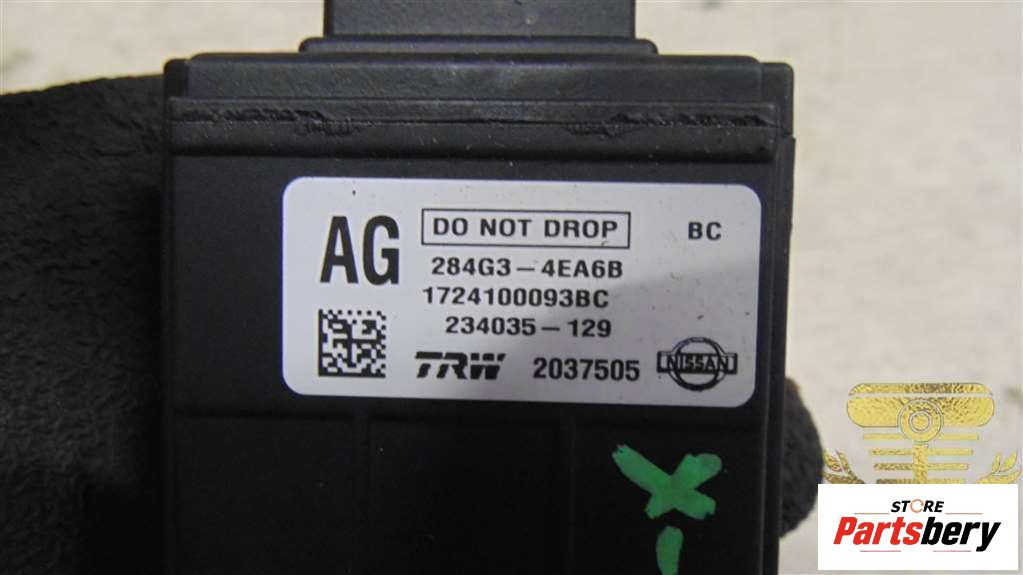 AG
DO NOT DROP
BC
284G3-4EA6B
1724100093BC
234035-129
TRW 2037505 NISSAN
STORE
Partsbery